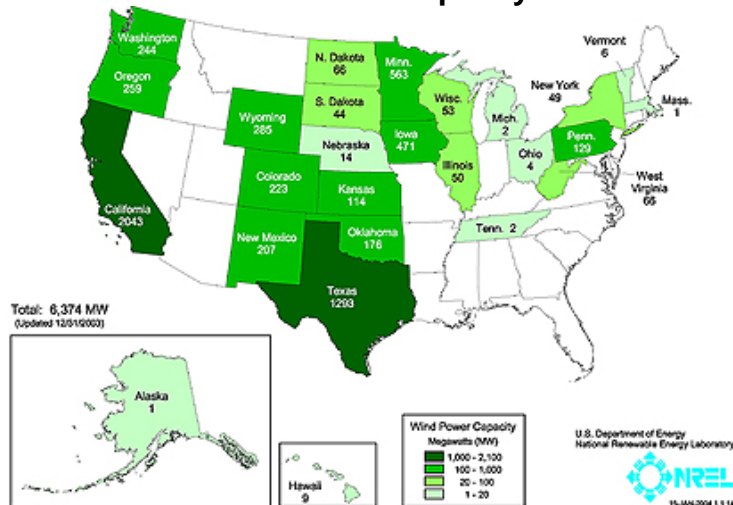 Washington
244
Oregon
259
California
2043
Wyoming
285
Colorado
223
New Mexico
207
N. Dakota
66
S. Dakota
44
Nebraska
14
Kansas
114
Oklahoma
176
Texas
1293
Minn.
563
Iowa
471
Wisc.
53
Illinois
50
Mich.
2
Ohio
4
Tenn. 2
Vermont
6
New York
49
Mass.
1
Penn.
129
West
Virginia
66
Total: 6,374 MW
(Updated 12/31/2003)
Alaska
1
Hawaii
9
Wind Power Capacity
Megawatts (MW)
1,000 - 2,100
100 - 1,000
20 - 100
1 - 20
U.S. Department of Energy
National Renewable Energy Laboratory
NREL